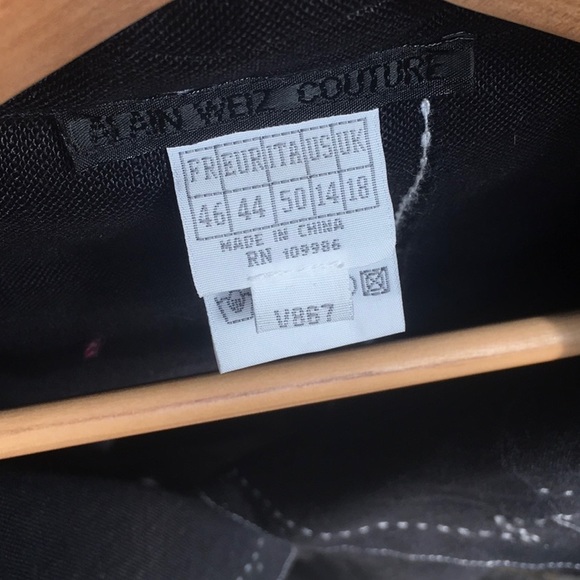 ALAIN WEIZ COUTURE
FR EUR ITA US UK
46 44 50 14 18
MADE IN CHINA
RN 109986
V867